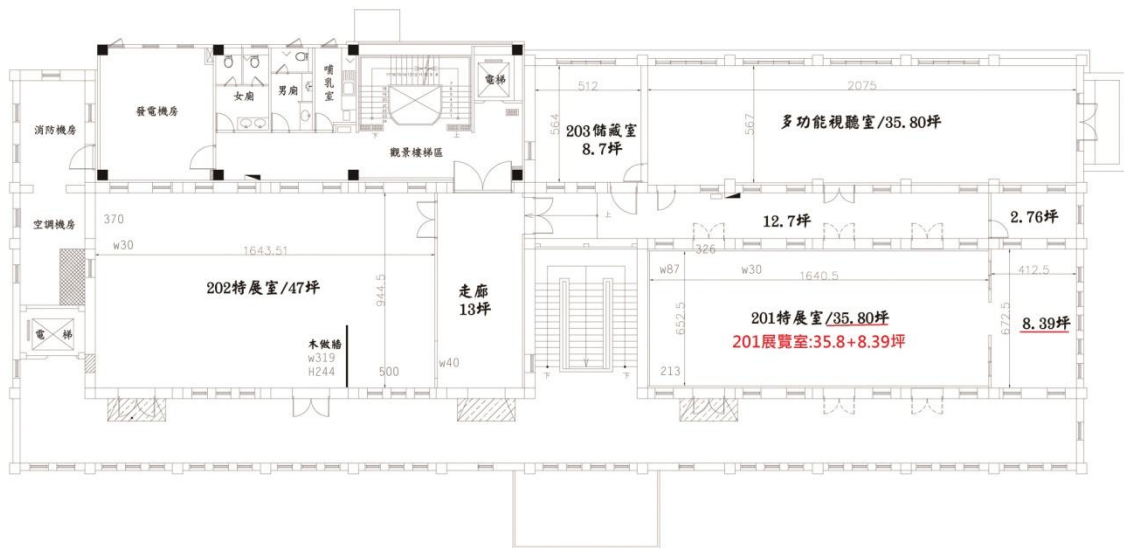 消防機房
空調機房
電梯
發電機房
女廁
男廁
哺乳室
電梯
觀景樓梯區
上
下
512
564
203儲藏室
8.7坪
2075
567
多功能視聽室/35.80坪
370
w30
1643.51
944.5
202特展室/47坪
木做牆
w319
H244
500
w40
走廊
13坪
上
下
下
12.7坪
2.76坪
326
w87
w30
1640.5
652.5
201特展室/35.80坪
201展覽室:35.8+8.39坪
213
412.5
672.5
8.39坪